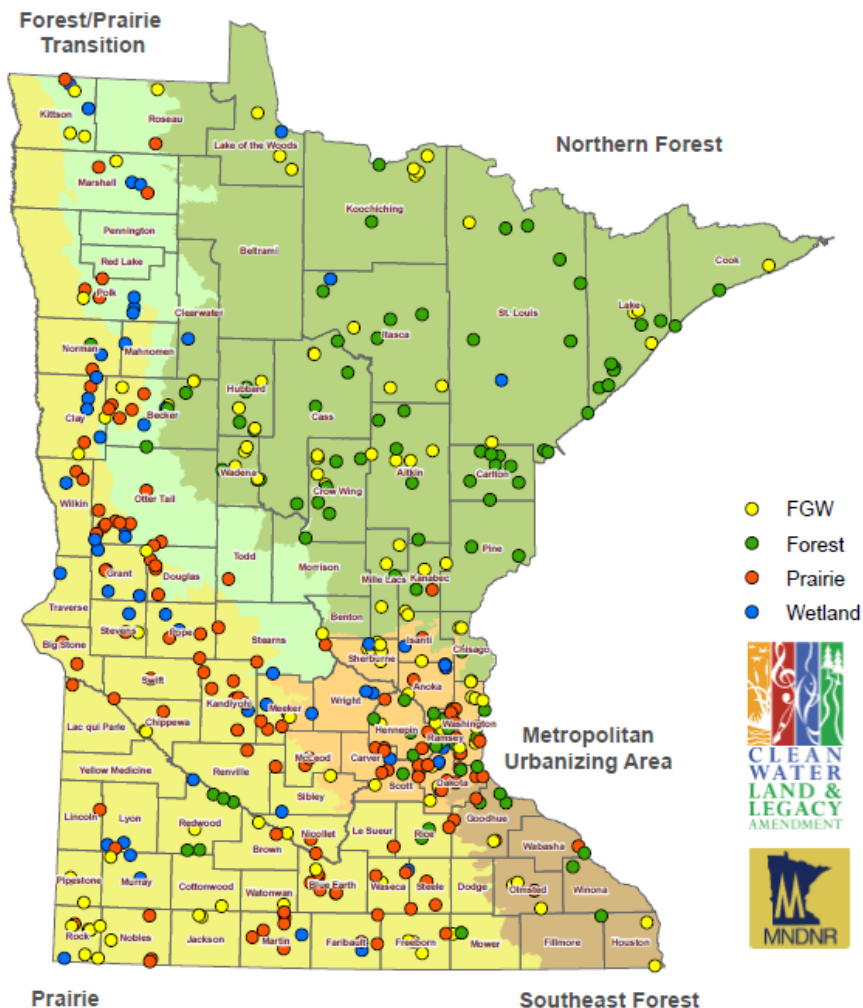 Forest/Prairie
Transition
Northern Forest
Kittson
Roseau
Lake of the Woods
Marshall
Koochiching
Pennington
Beltrami
Red Lake
Cook
Polk
Clearwater
St. Louis
Lake
Itasca
Norman
Mahnomen
Hubbard
Clay
Becker
Cass
Wadena
Aitkin
Carlton
Crow Wing
Wilkin
Otter Tail
FGW
Forest
Prairie
Wetland
Pine
Todd
Morrison
Grant
Douglas
Mille Lacs
Kanabec
Traverse
Benton
Stevens
Pope
Stearns
Isanti
Big Stone
Sherburne
Chisago
Swift
Anoka
Kandiyohi
Meeker
Wright
Lac qui Parle
Chippewa
Hennepin
Washington
Ramsey
Metropolitan
Urbanizing Area
Yellow Medicine
Renville
McLeod
Carver
Scott
Dakota
Sibley
CLEAN
WATER
LAND &
LEGACY
AMENDMENT
Lincoln
Lyon
Redwood
Nicollet
Le Sueur
Rice
Goodhue
Wabasha
Brown
Pipestone
Murray
Cottonwood
Watonwan
Blue Earth
Waseca
Steele
Dodge
Olmsted
Winona
Rock
Nobles
Jackson
Martin
Faribault
Freeborn
Mower
Fillmore
Houston
M
MNDNR
Prairie
Southeast Forest